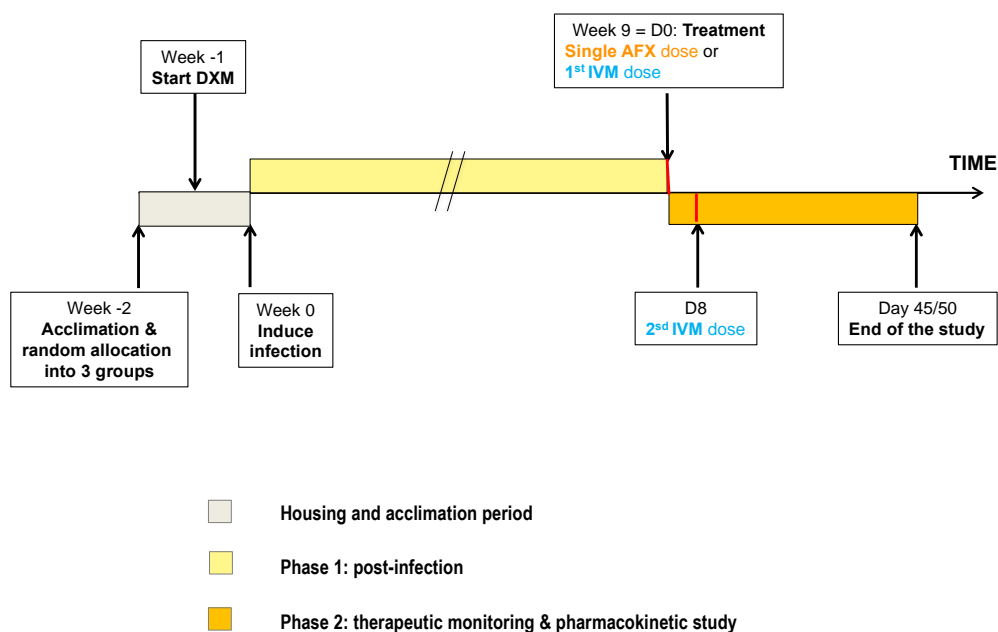 Week -1
Start DXM
Week 9 = D0: Treatment
Single AFX dose or
1st IVM dose
TIME
Week -2
Acclimation &
random allocation
into 3 groups
Week 0
Induce
infection
D8
2sd IVM dose
Day 45/50
End of the study
Housing and acclimation period
Phase 1: post-infection
Phase 2: therapeutic monitoring & pharmacokinetic study